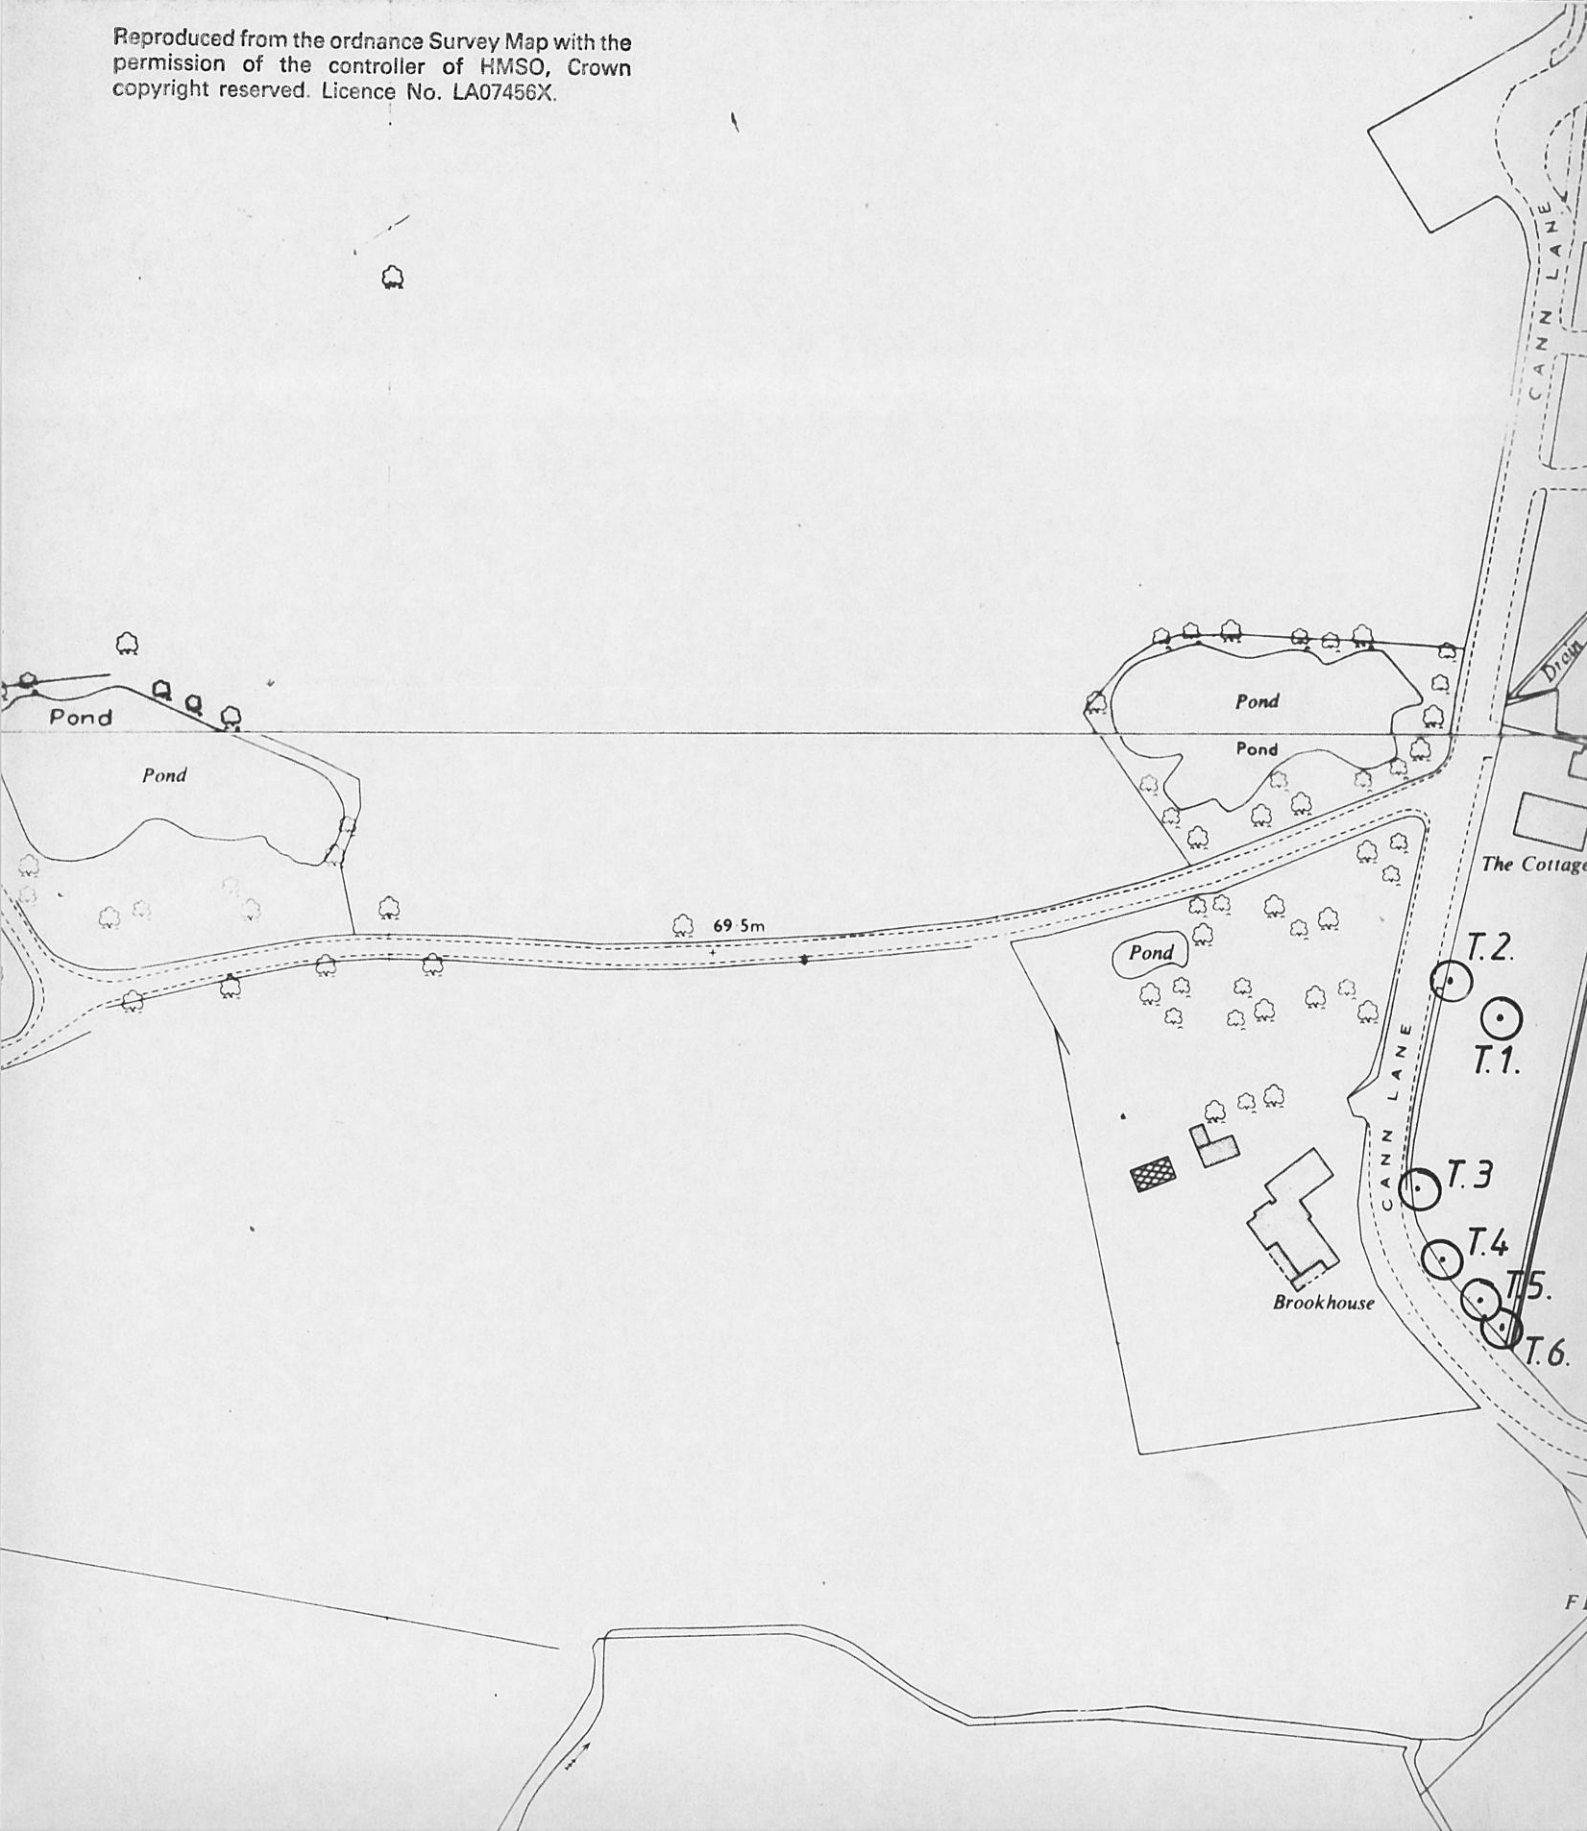 Reproduced from the ordnance Survey Map with the
permission of the controller of HMSO, Crown
copyright reserved. Licence No. LA07456X.
CANN LANE
Drain
Pond
Pond
Pond
Pond
The Cottage
69.5m
Pond
T.2.
T.1.
CANN LANE
T.3
T.4
T.5.
Brookhouse
T.6.